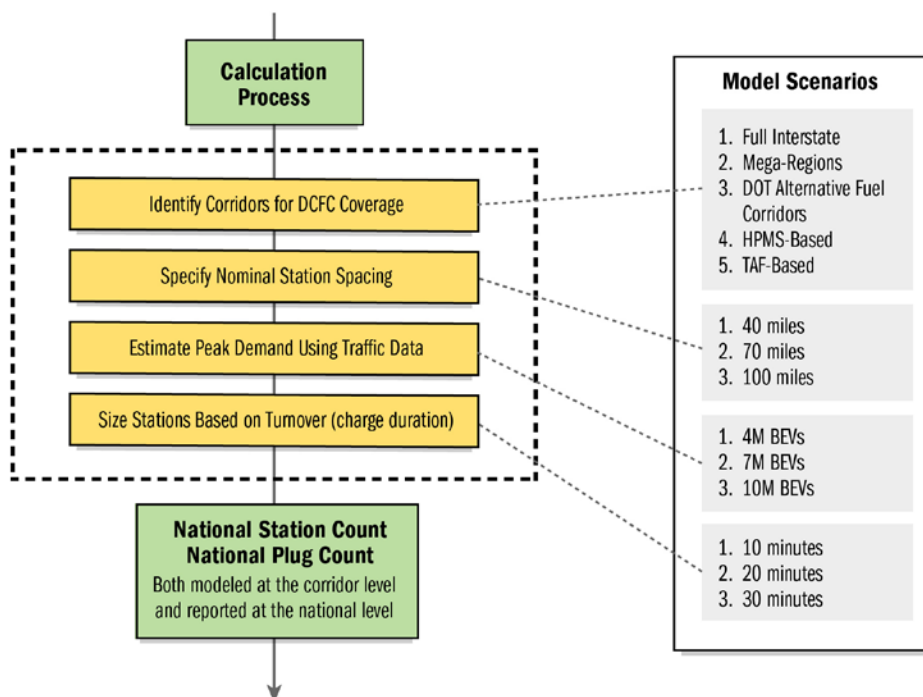 Calculation
Process
Identify Corridors for DCFC Coverage
Specify Nominal Station Spacing
Estimate Peak Demand Using Traffic Data
Size Stations Based on Turnover (charge duration)
National Station Count
National Plug Count
Both modeled at the corridor level
and reported at the national level
Model Scenarios
1. Full Interstate
2. Mega-Regions
3. DOT Alternative Fuel
Corridors
4. HPMS-Based
5. TAF-Based
1. 40 miles
2. 70 miles
3. 100 miles
1. 4M BEVs
2. 7M BEVs
3. 10M BEVs
1. 10 minutes
2. 20 minutes
3. 30 minutes